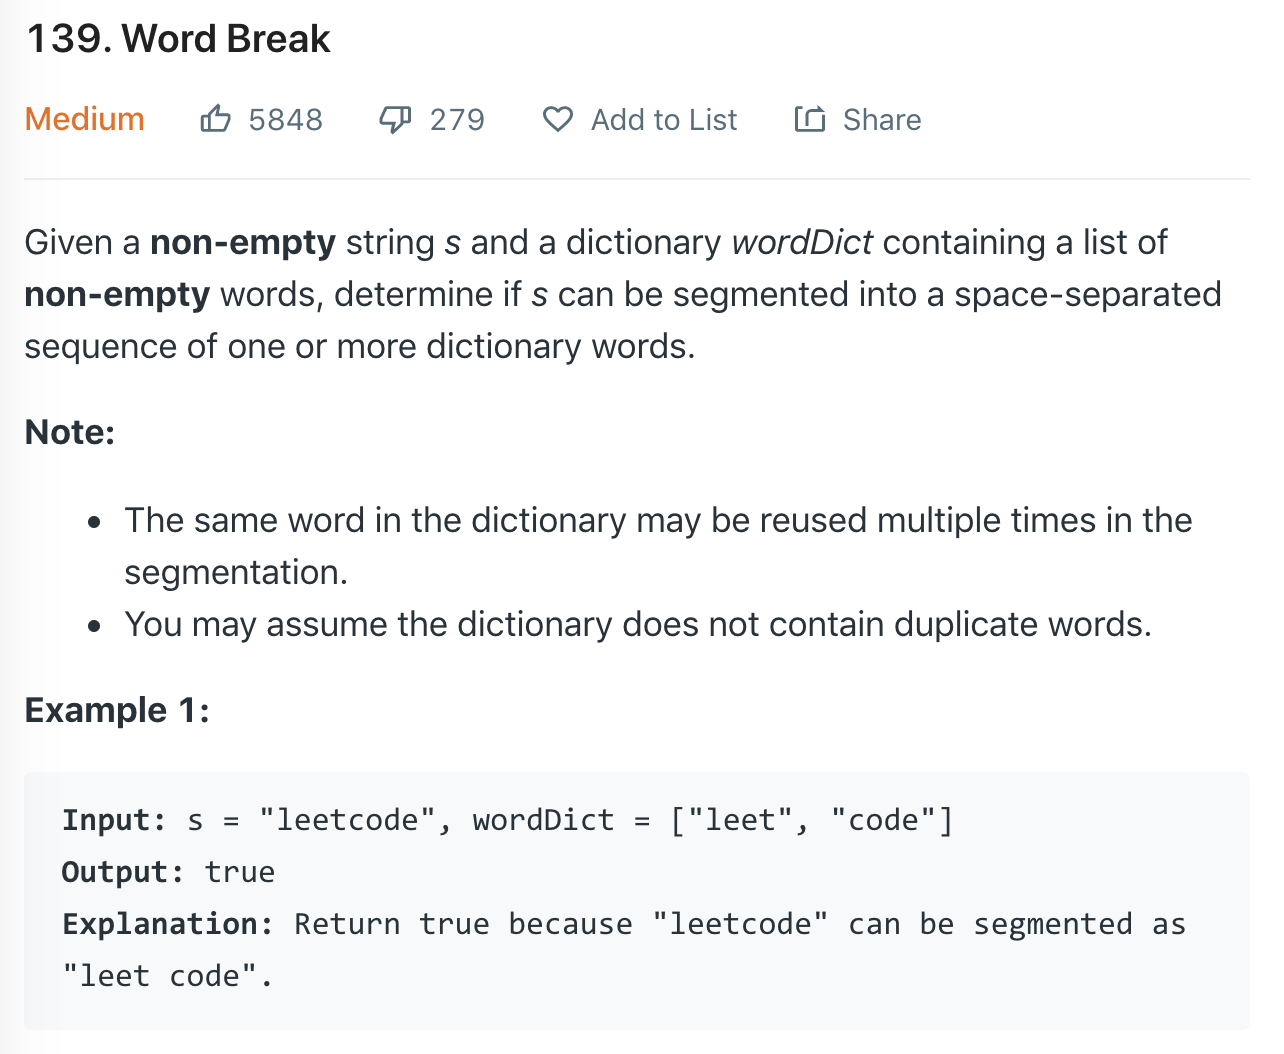 139. Word Break
Medium 5848 279 Add to List Share
Given a non-empty string s and a dictionary wordDict containing a list of
non-empty words, determine if s can be segmented into a space-separated
sequence of one or more dictionary words.
Note:
• The same word in the dictionary may be reused multiple times in the
segmentation.
• You may assume the dictionary does not contain duplicate words.
Example 1:
Input: s = "leetcode", wordDict = ["leet", "code"]
Output: true
Explanation: Return true because "leetcode" can be segmented as
"leet code".